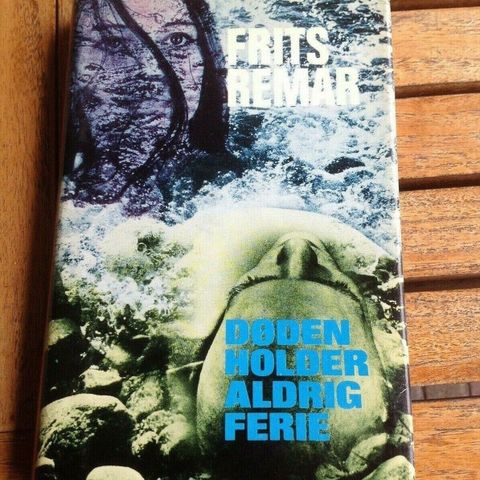 FRITS
REMAR
DØDEN
HOLDER
ALDRIG
FERIE